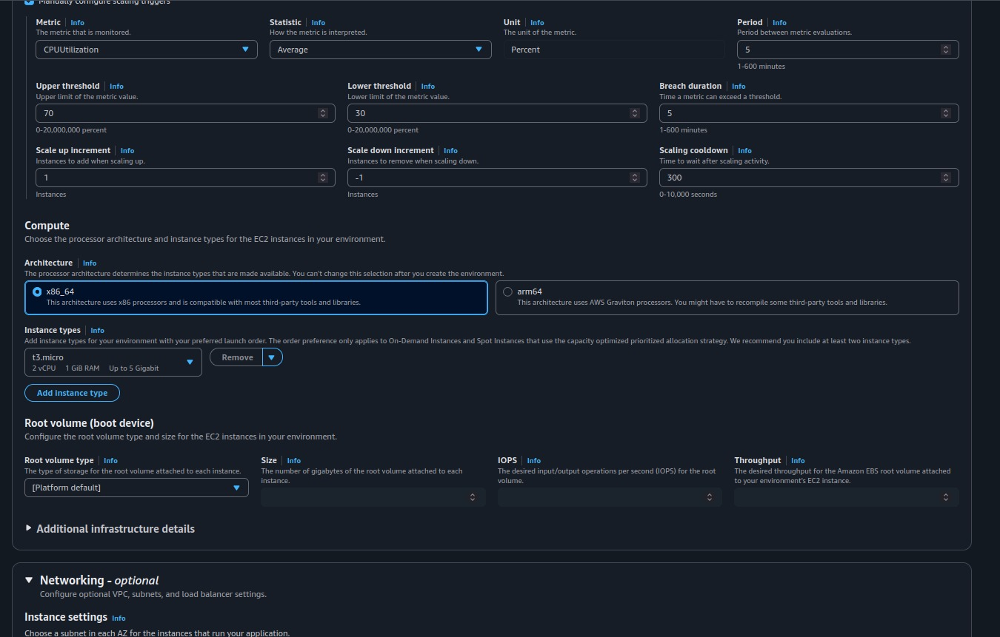 Manually configure scaling triggers
Metric Info
The metric that is monitored.
CPUUtilization
Statistic Info
How the metric is interpreted.
Average
Unit Info
The unit of the metric.
Percent
Period Info
Period between metric evaluations.
5
1-600 minutes
Upper threshold Info
Upper limit of the metric value.
70
0-20,000,000 percent
Lower threshold Info
Lower limit of the metric value.
30
0-20,000,000 percent
Breach duration Info
Time a metric can exceed a threshold.
5
1-600 minutes
Scale up increment Info
Instances to add when scaling up.
1
Instances
Scale down increment Info
Instances to remove when scaling down.
-1
Instances
Scaling cooldown Info
Time to wait after scaling activity.
300
0-10,000 seconds
Compute
Choose the processor architecture and instance types for the EC2 instances in your environment.
Architecture Info
The processor architecture determines the instance types that are made available. You can't change this selection after you create the environment.
x86_64
This architecture uses x86 processors and is compatible with most third-party tools and libraries.
arm64
This architecture uses AWS Graviton processors. You might have to recompile some third-party tools and libraries.
Instance types Info
Add instance types for your environment with your preferred launch order. The order preference only applies to On-Demand Instances and Spot Instances that use the capacity optimized prioritized allocation strategy. We recommend you include at least two instance types.
t3.micro
2 vCPU 1 GiB RAM Up to 5 Gigabit
Remove
Add instance type
Root volume (boot device)
Configure the root volume type and size for the EC2 instances in your environment.
Root volume type Info
The type of storage for the root volume attached to each instance.
[Platform default]
Size Info
The number of gigabytes of the root volume attached to each
instance.
IOPS Info
The desired input/output operations per second (IOPS) for the root
volume.
Throughput Info
The desired throughput for the Amazon EBS root volume attached
to your environment's EC2 instance.
Additional infrastructure details
Networking - optional
Configure optional VPC, subnets, and load balancer settings.
Instance settings Info
Choose a subnet in each AZ for the instances that run your application.